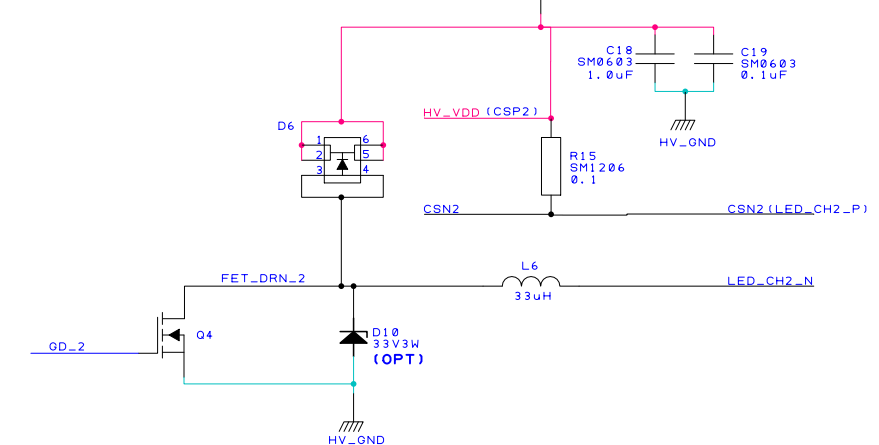 C18
SM0603
1.0uF
C19
SM0603
0.1uF
HV_VDD (CSP2)
D6
1
6
2
5
3
4
HV_GND
R15
SM1206
0.1
CSN2
CSN2(LED_CH2_P)
L6
33uH
FET_DRN_2
LED_CH2_N
Q4
D10
33V3W
(OPT)
GD_2
HV_GND